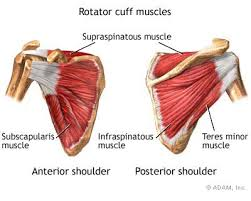 Rotator cuff muscles
Supraspinatous muscle
Subscapularis
muscle
Infraspinatous
muscle
Teres minor
muscle
Anterior shoulder
Posterior shoulder
© ADAM, Inc.